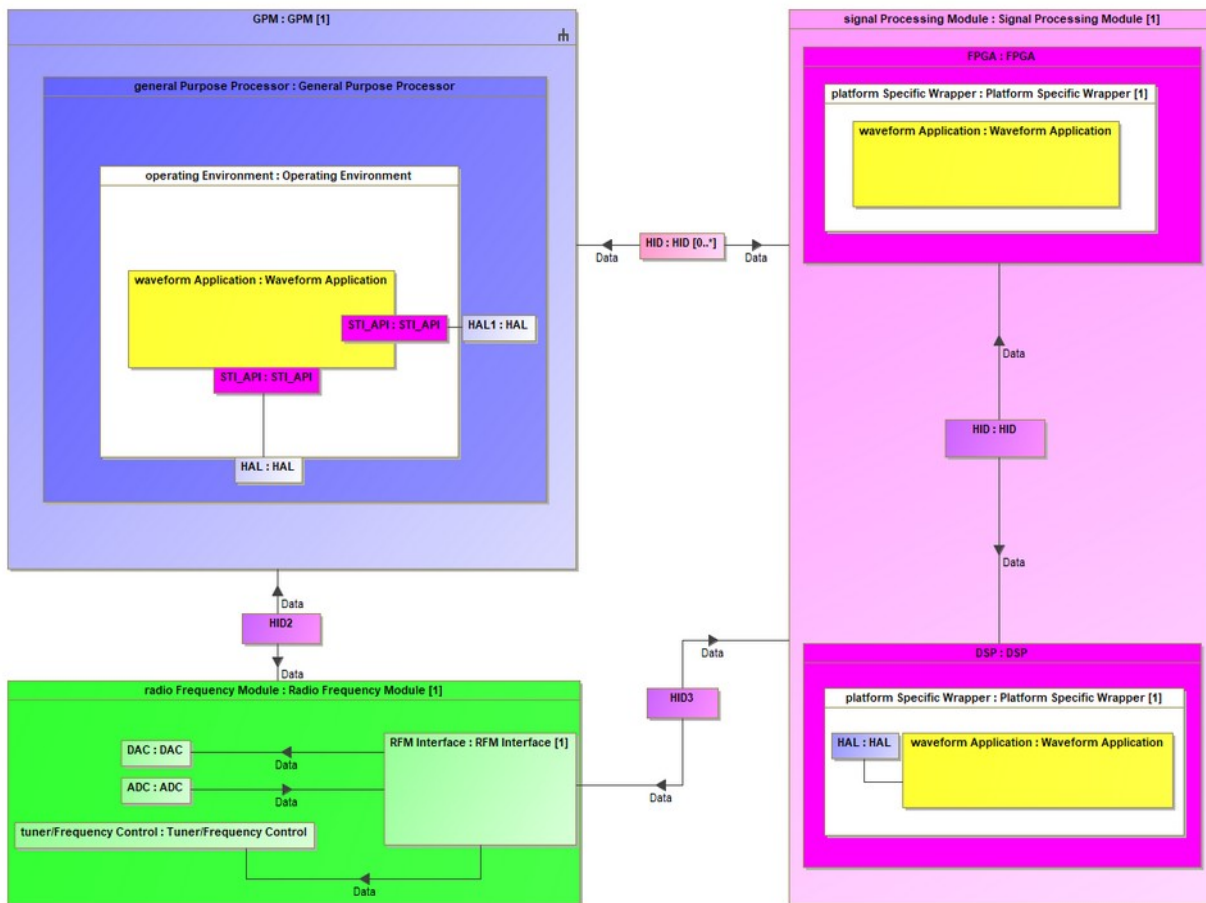 GPM : GPM [1]
general Purpose Processor : General Purpose Processor
operating Environment : Operating Environment
waveform Application : Waveform Application
STI_API : STI_API
HAL1 : HAL
STI_API : STI_API
HAL : HAL
HID : HID [0..*]
Data
Data
signal Processing Module : Signal Processing Module [1]
FPGA : FPGA
platform Specific Wrapper : Platform Specific Wrapper [1]
waveform Application : Waveform Application
Data
HID : HID
Data
DSP : DSP
platform Specific Wrapper : Platform Specific Wrapper [1]
HAL : HAL
waveform Application : Waveform Application
Data
HID2
Data
radio Frequency Module : Radio Frequency Module [1]
DAC : DAC
Data
RFM Interface : RFM Interface [1]
ADC : ADC
Data
tuner/Frequency Control : Tuner/Frequency Control
Data
Data
HID3
Data